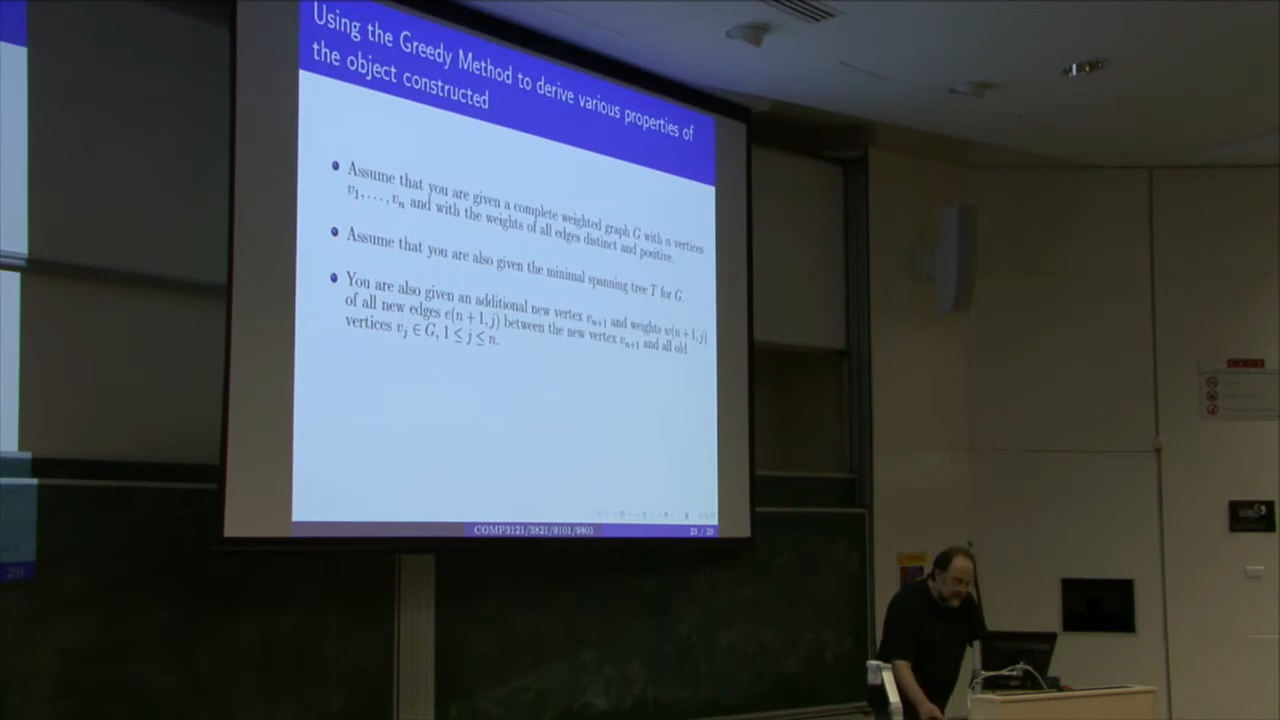 Using the Greedy Method to derive various properties of
the object constructed
Assume that you are given a complete weighted graph G with n vertices
v₁, . . . , vₙ and with the weights of all edges distinct and positive.
Assume that you are also given the minimal spanning tree T for G.
You are also given an additional new vertex vₙ₊₁ and weights w(n + 1, j)
of all new edges e(n + 1, j) between the new vertex vₙ₊₁ and all old
vertices vⱼ ∈ G, 1 ≤ j ≤ n.
COMP3121/3821/9101/9801
23 / 29
29